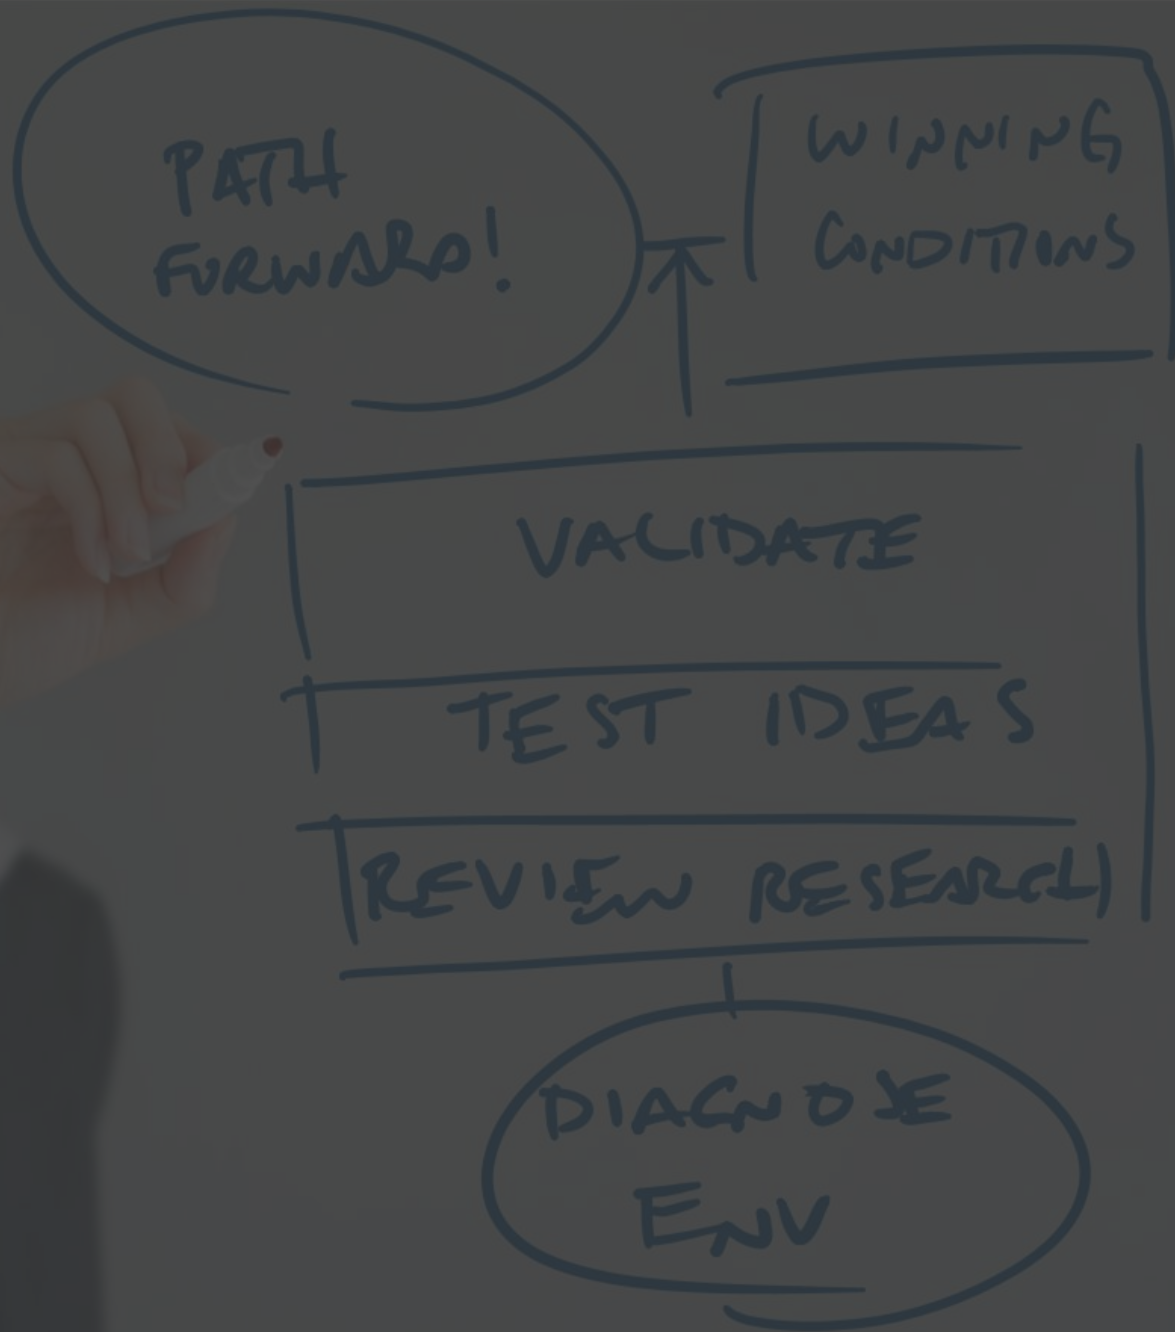 PATH
FORWARD!
WINNING
CONDITIONS
VALIDATE
TEST IDEAS
REVIEW RESEARCH
DIAGNOSE
ENV